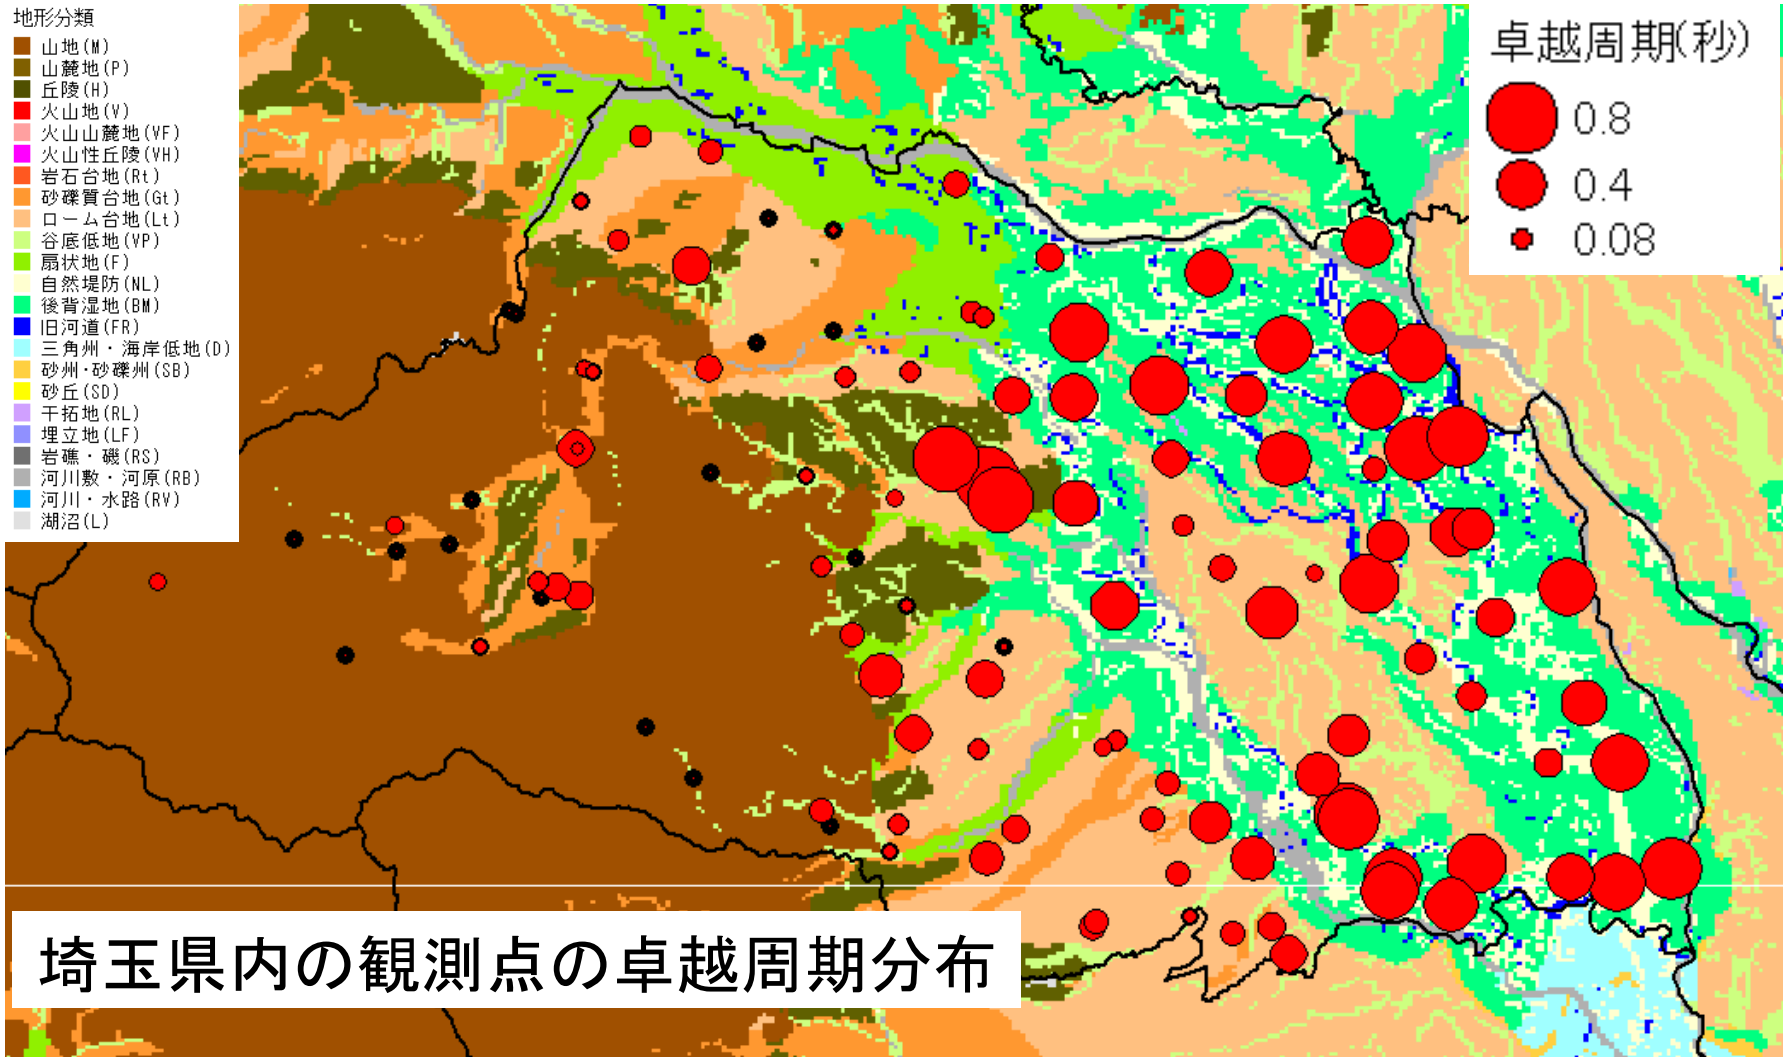 地形分類
山地(M)
山麓地(P)
丘陵(H)
火山地(V)
火山山麓地(VF)
火山性丘陵(VH)
岩石台地(Rt)
砂礫質台地(Gt)
ローム台地(Lt)
谷底低地(VP)
扇状地(F)
自然堤防(NL)
後背湿地(BM)
旧河道(FR)
三角州・海岸低地(D)
砂州・砂礫州(SB)
砂丘(SD)
干拓地(RL)
埋立地(LF)
岩礁・磯(RS)
河川敷・河原(RB)
河川・水路(RV)
湖沼(L)
卓越周期(秒)
0.8
0.4
0.08
埼玉県内の観測点の卓越周期分布